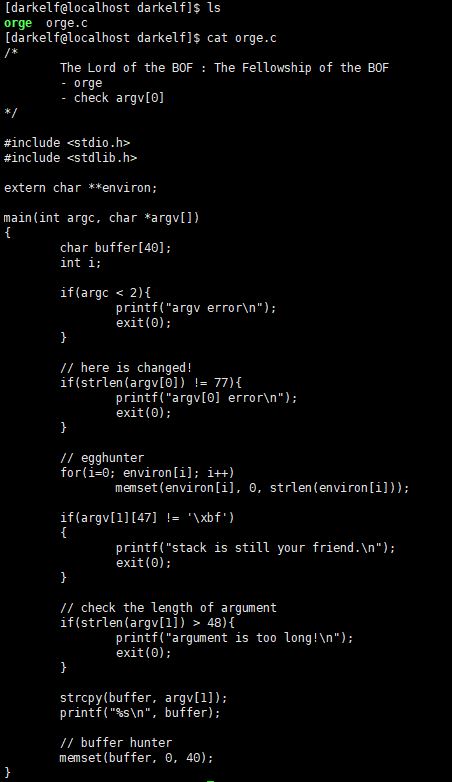 [darkelf@localhost darkelf]$ ls
orge  orge.c
[darkelf@localhost darkelf]$ cat orge.c
/*
        The Lord of the BOF : The Fellowship of the BOF
        - orge
        - check argv[0]
*/

#include <stdio.h>
#include <stdlib.h>

extern char **environ;

main(int argc, char *argv[])
{
        char buffer[40];
        int i;

        if(argc < 2){
                printf("argv error\n");
                exit(0);
        }

        // here is changed!
        if(strlen(argv[0]) != 77){
                printf("argv[0] error\n");
                exit(0);
        }

        // egghunter
        for(i=0; environ[i]; i++)
                memset(environ[i], 0, strlen(environ[i]));

        if(argv[1][47] != '\xbf')
        {
                printf("stack is still your friend.\n");
                exit(0);
        }

        // check the length of argument
        if(strlen(argv[1]) > 48){
                printf("argument is too long!\n");
                exit(0);
        }

        strcpy(buffer, argv[1]);
        printf("%s\n", buffer);

        // buffer hunter
        memset(buffer, 0, 40);
}